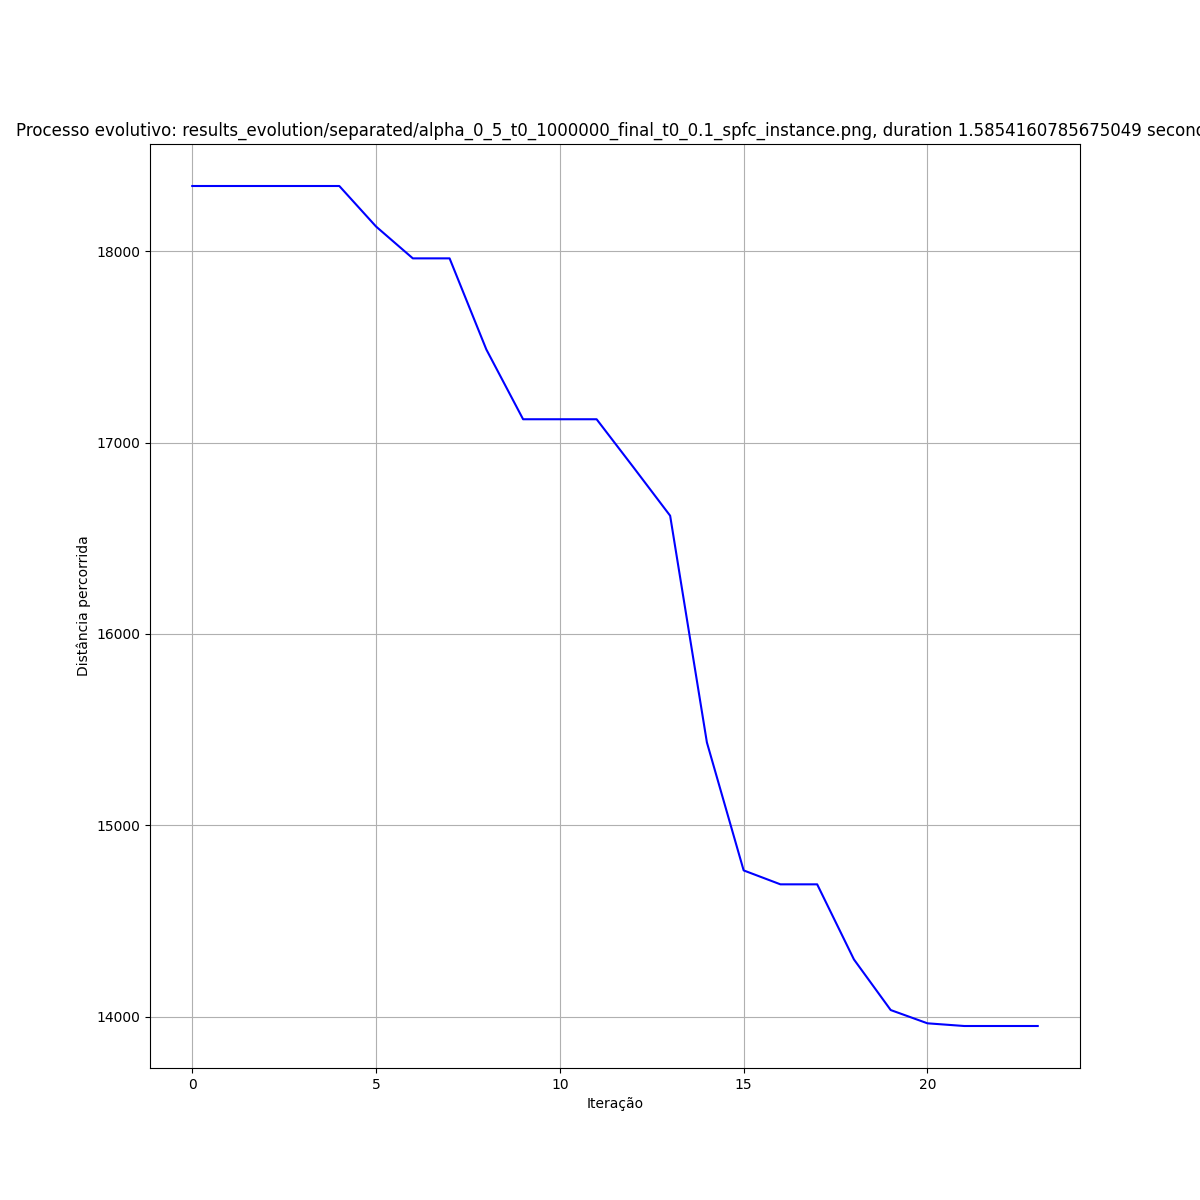 Processo evolutivo: results_evolution/separated/alpha_0_5_t0_1000000_final_t0_0.1_spfc_instance.png, duration 1.5854160785675049
18000
17000
16000
15000
14000
Distância percorrida
0 5 10 15 20
Iteração